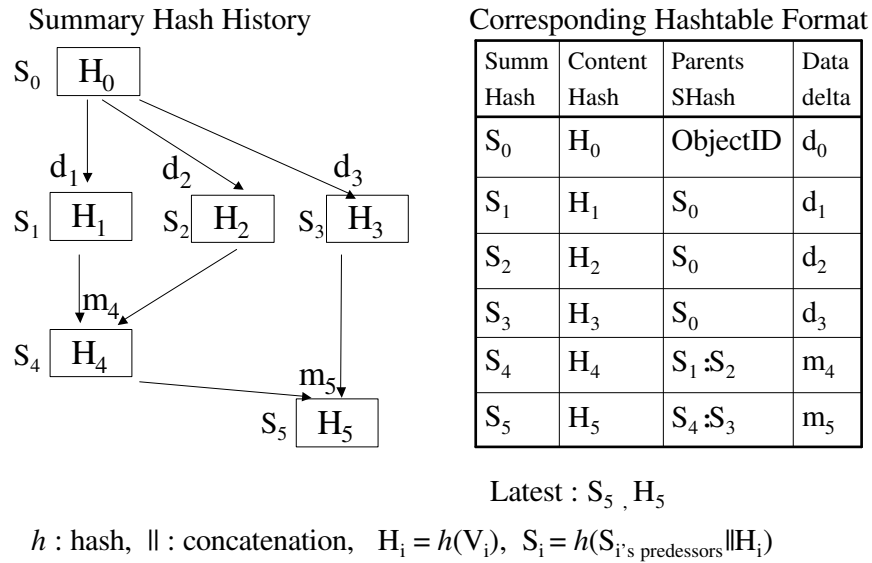 Summary Hash History
S₀ H₀
d₁ d₂ d₃
S₁ H₁ S₂ H₂ S₃ H₃
m₄
S₄ H₄
m₅
S₅ H₅
Corresponding Hashtable Format
Summ Hash Content Hash Parents SHash Data delta
S₀ H₀ ObjectID d₀
S₁ H₁ S₀ d₁
S₂ H₂ S₀ d₂
S₃ H₃ S₀ d₃
S₄ H₄ S₁:S₂ m₄
S₅ H₅ S₄:S₃ m₅
Latest : S₅ , H₅
h : hash, || : concatenation, Hᵢ = h(Vᵢ), Sᵢ = h(Sᵢ's predessors||Hᵢ)